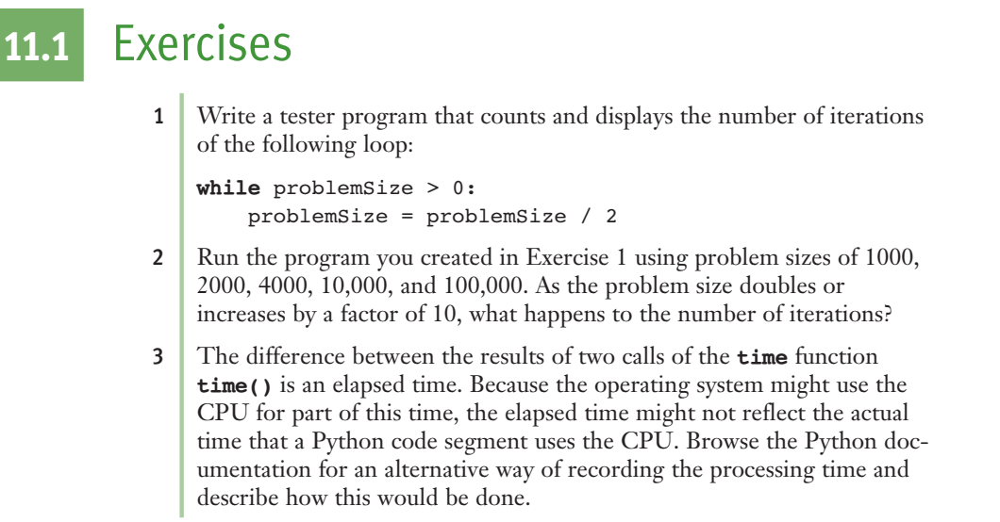 11.1 Exercises
1 Write a tester program that counts and displays the number of iterations
of the following loop:
while problemSize > 0:
    problemSize = problemSize / 2
2 Run the program you created in Exercise 1 using problem sizes of 1000,
2000, 4000, 10,000, and 100,000. As the problem size doubles or
increases by a factor of 10, what happens to the number of iterations?
3 The difference between the results of two calls of the time function
time() is an elapsed time. Because the operating system might use the
CPU for part of this time, the elapsed time might not reflect the actual
time that a Python code segment uses the CPU. Browse the Python doc-
umentation for an alternative way of recording the processing time and
describe how this would be done.